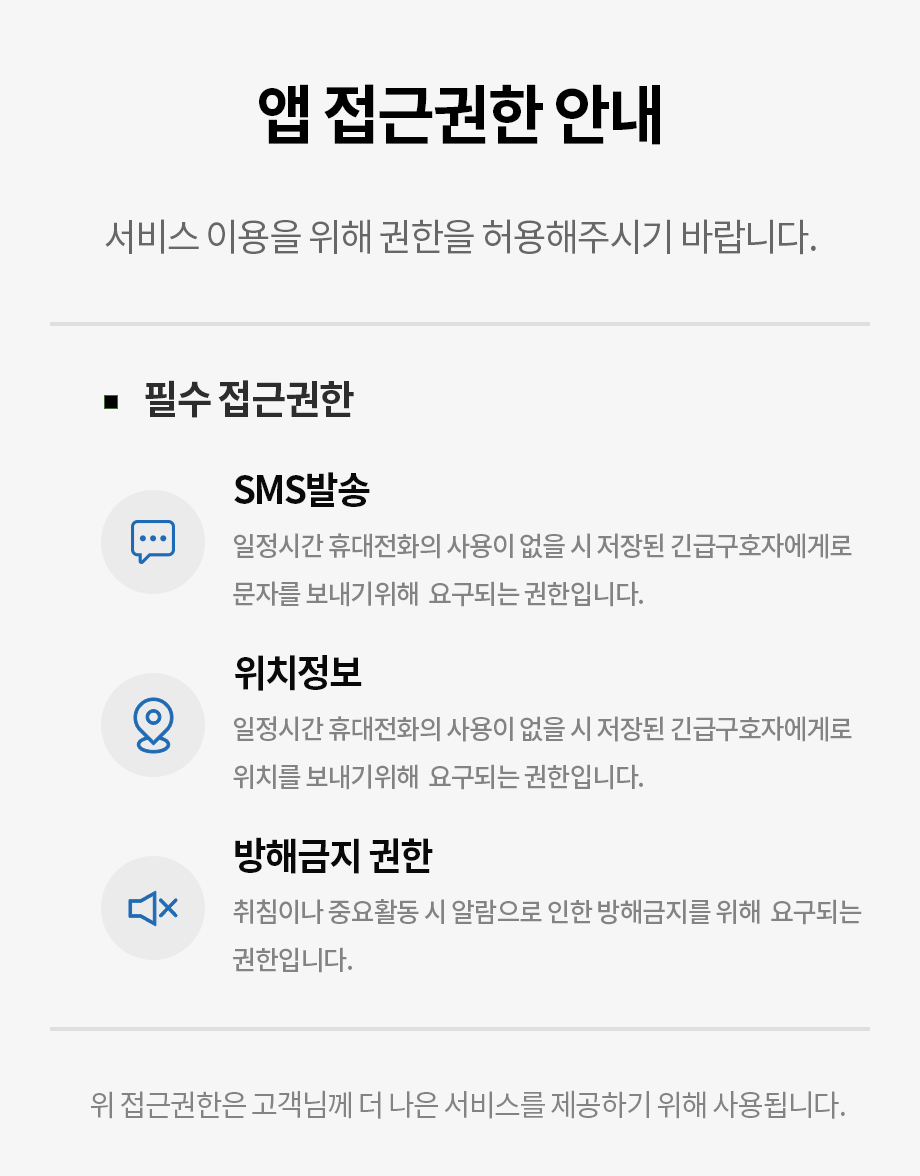 앱 접근권한 안내
서비스 이용을 위해 권한을 허용해주시기 바랍니다.
필수 접근권한
SMS발송
일정시간 휴대전화의 사용이 없을 시 저장된 긴급구호자에게로
문자를 보내기위해 요구되는 권한입니다.
위치정보
일정시간 휴대전화의 사용이 없을 시 저장된 긴급구호자에게로
위치를 보내기위해 요구되는 권한입니다.
방해금지 권한
취침이나 중요활동 시 알람으로 인한 방해금지를 위해 요구되는
권한입니다.
위 접근권한은 고객님께 더 나은 서비스를 제공하기 위해 사용됩니다.